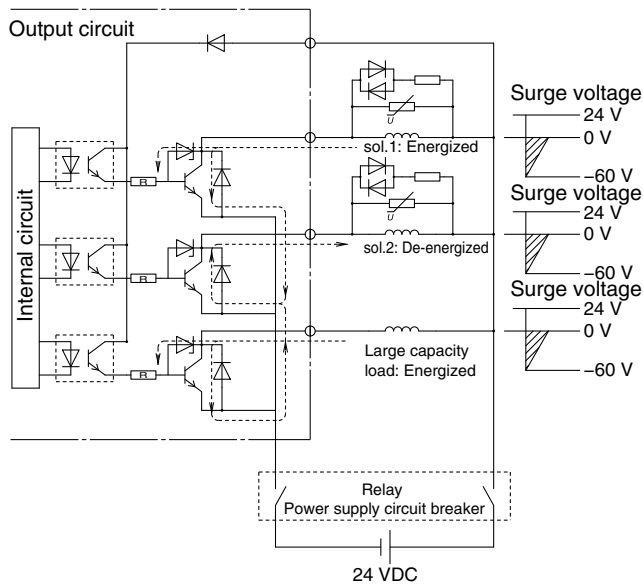 Output circuit
Internal circuit
R
R
R
U
sol.1: Energized
U
sol.2: De-energized
Large capacity
load: Energized
Surge voltage
24 V
0 V
−60 V
Surge voltage
24 V
0 V
−60 V
Surge voltage
24 V
0 V
−60 V
Relay
Power supply circuit breaker
24 VDC